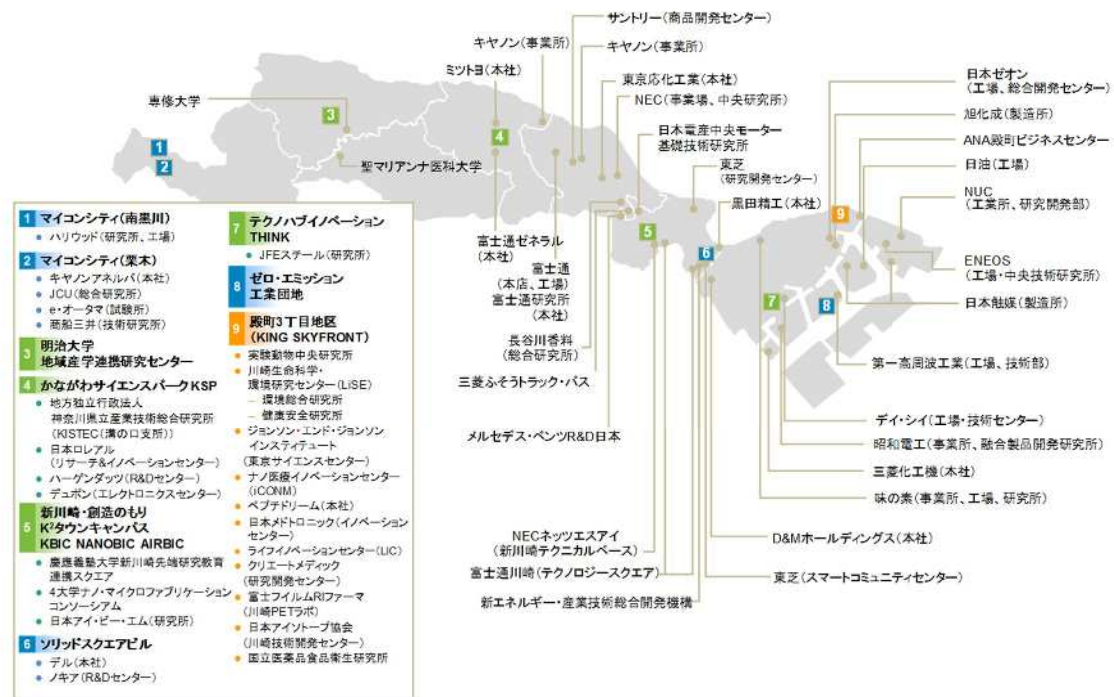 サントリー(商品開発センター)
キヤノン(事業所)
キヤノン(事業所)
ミツトヨ(本社)
東京応化工業(本社)
NEC(事業場、中央研究所)
専修大学
日本電産中央モーター
基礎技術研究所
聖マリアンナ医科大学
東芝
(研究開発センター)
黒田精工(本社)
日本ゼオン
(工場、総合開発センター)
旭化成(製造所)
ANA殿町ビジネスセンター
日油(工場)
NUC
(工業所、研究開発部)
ENEOS
(工場・中央技術研究所)
日本触媒(製造所)
第一高周波工業(工場、技術部)
デイ・シイ(工場・技術センター)
昭和電工(事業所、融合製品開発研究所)
三菱化工機(本社)
味の素(事業所、工場、研究所)
D&Mホールディングス(本社)
東芝(スマートコミュニティセンター)
富士通ゼネラル
(本社)
富士通
(本店、工場)
富士通研究所
(本社)
長谷川香料
(総合研究所)
三菱ふそうトラック・バス
メルセデス・ベンツR&D日本
NECネッツエスアイ
(新川崎テクニカルベース)
富士通川崎(テクノロジースクエア)
新エネルギー・産業技術総合開発機構
1
2
3
4
5
6
7
8
9
1 マイコンシティ(南黒川)
ハリウッド(研究所、工場)
2 マイコンシティ(栗木)
キヤノンアネルバ(本社)
JCU(総合研究所)
e・オータマ(試験所)
商船三井(技術研究所)
3 明治大学
地域産学連携研究センター
4 かながわサイエンスパークKSP
地方独立行政法人
神奈川県立産業技術総合研究所
(KISTEC(溝の口支所))
日本ロレアル
(リサーチ&イノベーションセンター)
ハーゲンダッツ(R&Dセンター)
デュポン(エレクトロニクスセンター)
5 新川崎・創造のもり
K²タウンキャンパス
KBIC NANOBIC AIRBIC
慶應義塾大学新川崎先端研究教育
連携スクエア
4大学ナノ・マイクロファブリケーション
コンソーシアム
日本アイ・ビー・エム(研究所)
6 ソリッドスクエアビル
デル(本社)
ノキア(R&Dセンター)
7 テクノハブイノベーション
THINK
JFEスチール(研究所)
8 ゼロ・エミッション
工業団地
9 殿町3丁目地区
(KING SKYFRONT)
実験動物中央研究所
川崎生命科学・
環境研究センター(LiSE)
– 環境総合研究所
– 健康安全研究所
ジョンソン・エンド・ジョンソン
インスティテュート
(東京サイエンスセンター)
ナノ医療イノベーションセンター
(iCONM)
ペプチドリーム(本社)
日本メドトロニック(イノベーション
センター)
ライフイノベーションセンター(LIC)
クリエートメディック
(研究開発センター)
富士フイルムRIファーマ
(川崎PETラボ)
日本アイソトープ協会
(川崎技術開発センター)
国立医薬品食品衛生研究所